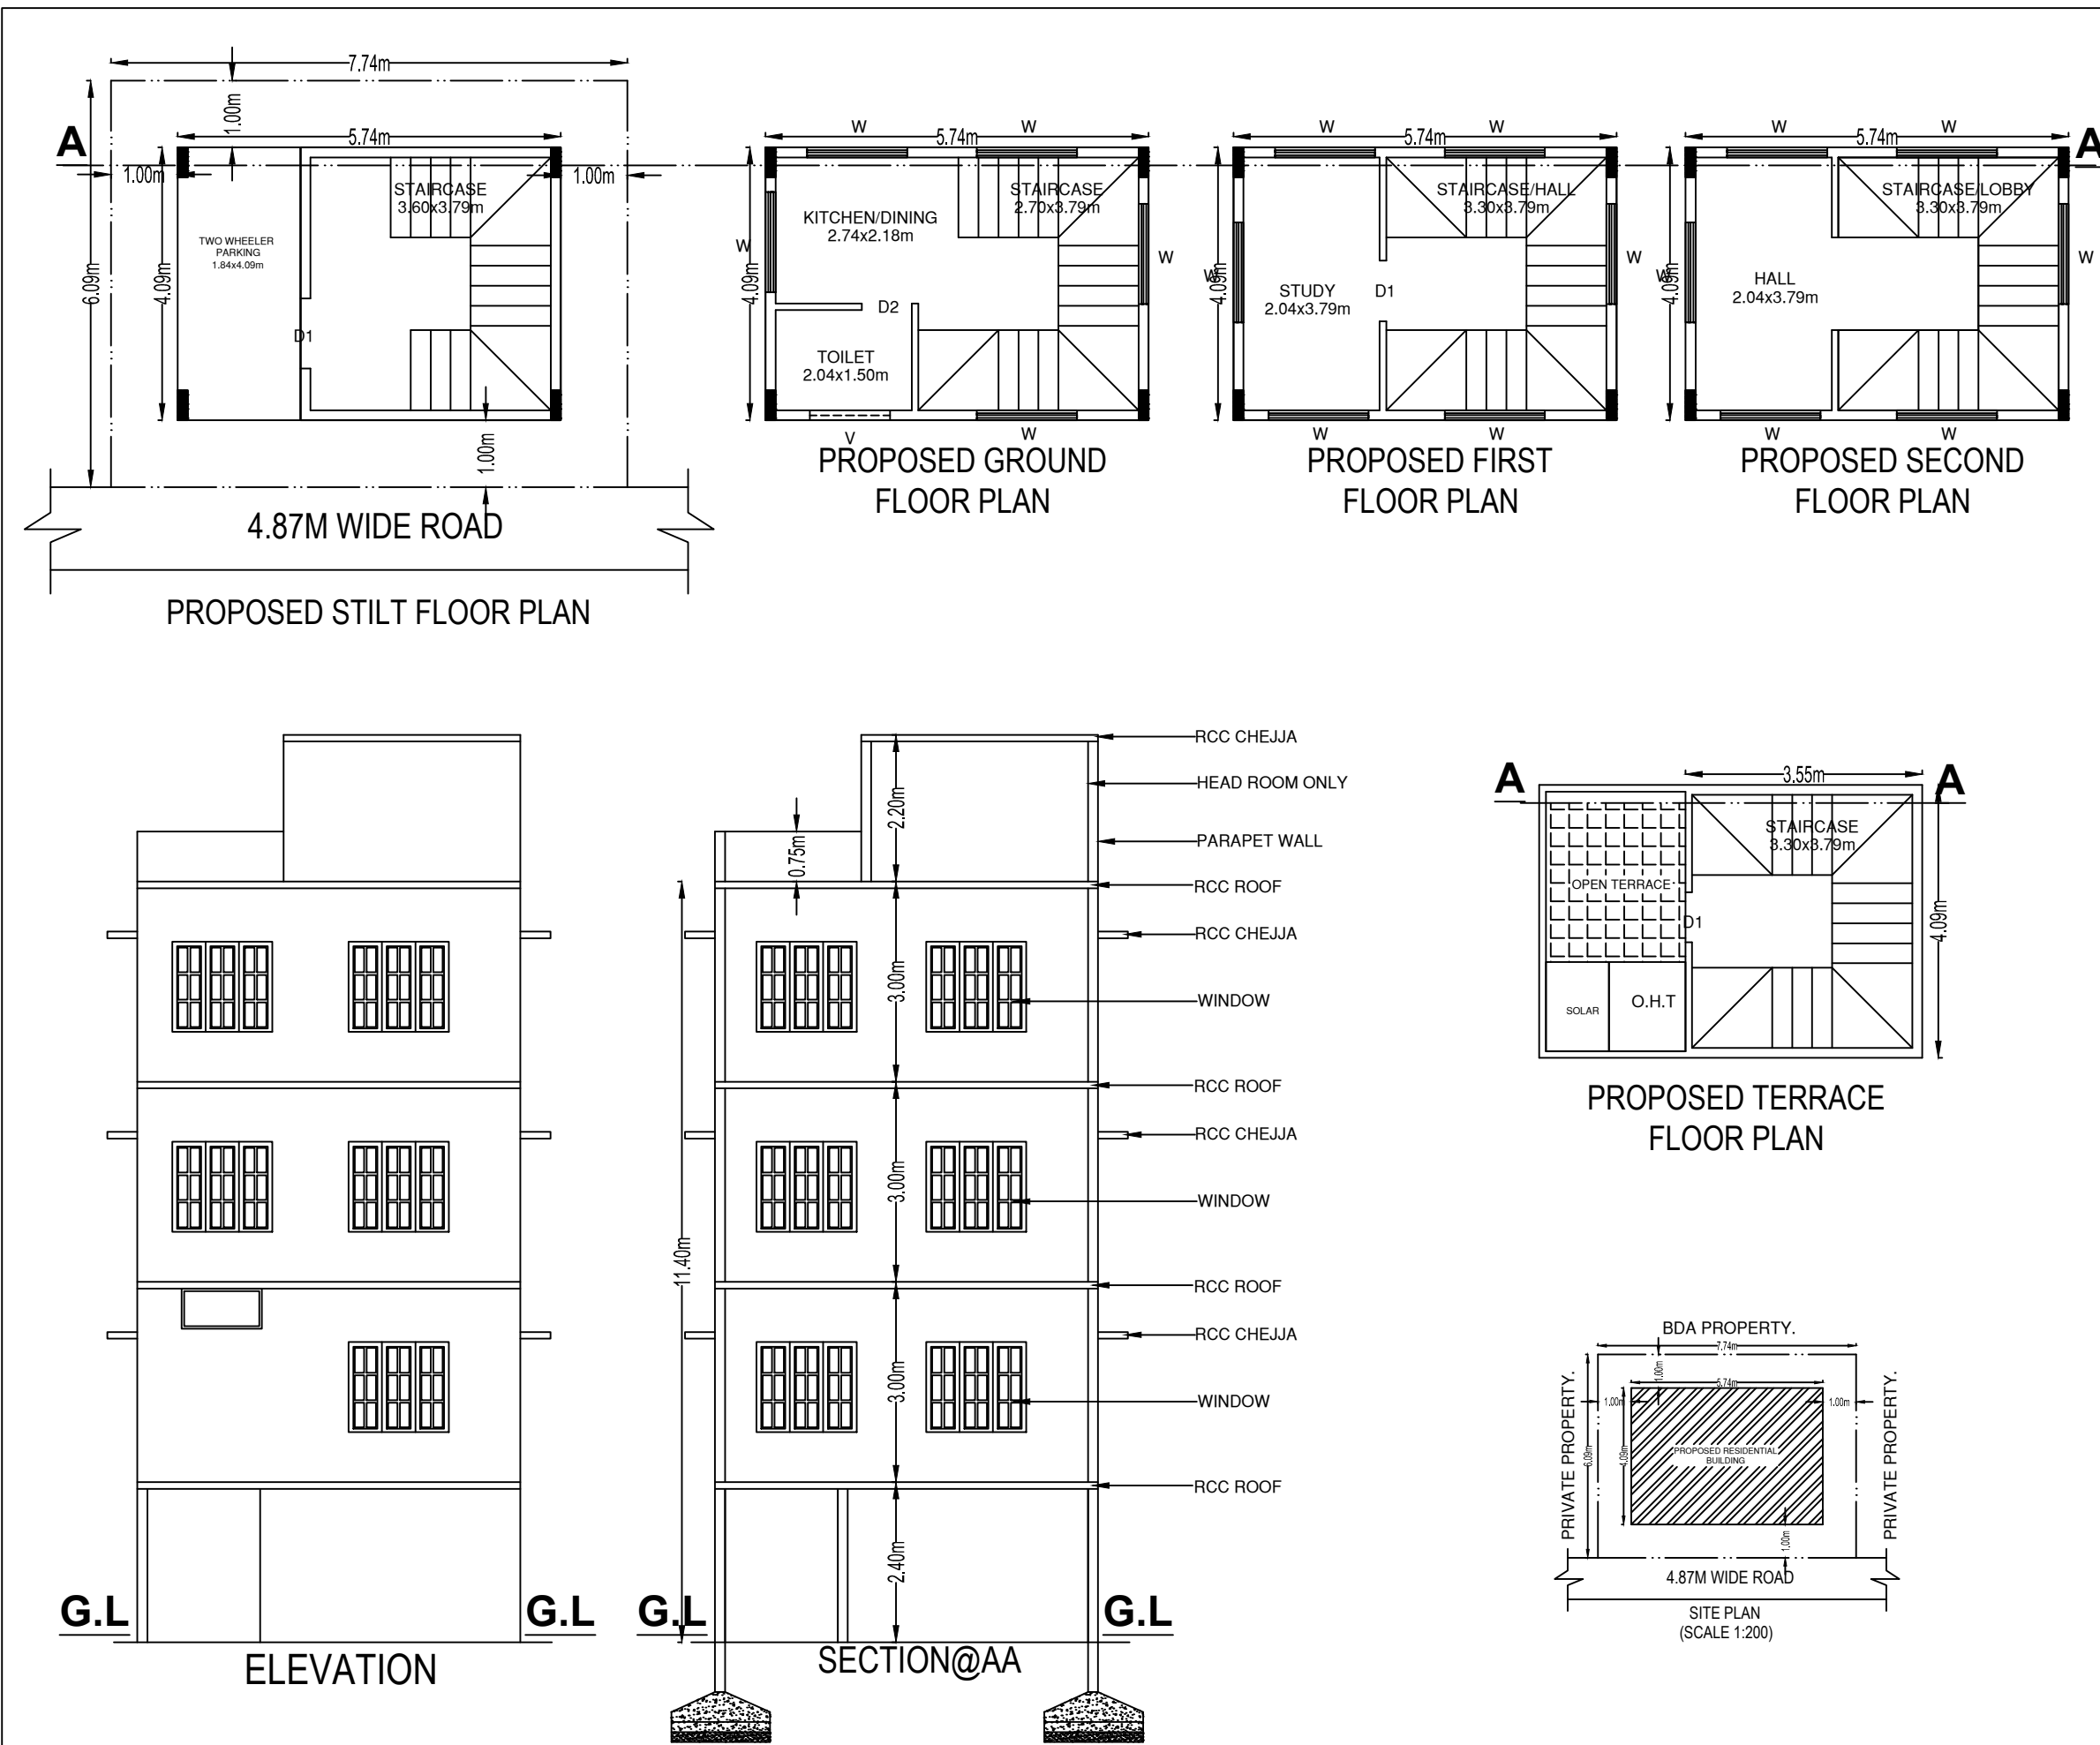 7.74m
1.00m
A
5.74m
1.00m
1.00m
STAIRCASE
3.60x3.79m
TWO WHEELER
PARKING
1.84x4.09m
6.09m
4.09m
D1
1.00m
4.87M WIDE ROAD
PROPOSED STILT FLOOR PLAN
W
W
5.74m
STAIRCASE
2.70x3.79m
KITCHEN/DINING
2.74x2.18m
W
W
4.09m
D2
TOILET
2.04x1.50m
V
W
PROPOSED GROUND
FLOOR PLAN
W
W
5.74m
STAIRCASE/HALL
3.30x3.79m
W
W
4.09m
STUDY
2.04x3.79m
D1
W
W
PROPOSED FIRST
FLOOR PLAN
W
W
5.74m
A
STAIRCASE/LOBBY
3.30x3.79m
W
W
4.09m
HALL
2.04x3.79m
W
W
PROPOSED SECOND
FLOOR PLAN
G.L
G.L
ELEVATION
RCC CHEJJA
HEAD ROOM ONLY
2.20m
0.75m
PARAPET WALL
RCC ROOF
RCC CHEJJA
3.00m
WINDOW
RCC ROOF
RCC CHEJJA
3.00m
WINDOW
11.40m
RCC ROOF
RCC CHEJJA
3.00m
WINDOW
RCC ROOF
2.40m
G.L
G.L
SECTION@AA
A
3.55m
A
STAIRCASE
3.30x3.79m
OPEN TERRACE
D1
4.09m
SOLAR
O.H.T
PROPOSED TERRACE
FLOOR PLAN
BDA PROPERTY.
7.74m
1.00m
5.74m
1.00m
1.00m
PRIVATE PROPERTY.
6.09m
4.09m
PROPOSED RESIDENTIAL
BUILDING
PRIVATE PROPERTY.
1.00m
4.87M WIDE ROAD
SITE PLAN
(SCALE 1:200)